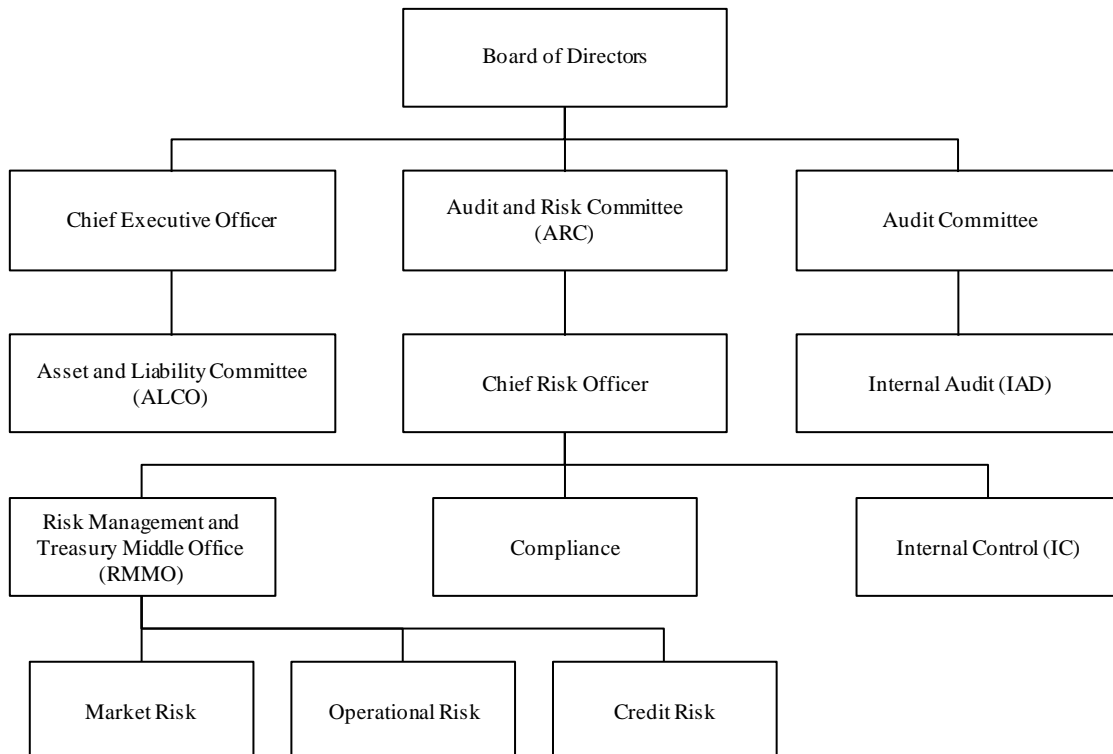 Board of Directors
Chief Executive Officer
Audit and Risk Committee
(ARC)
Audit Committee
Asset and Liability Committee
(ALCO)
Chief Risk Officer
Internal Audit (IAD)
Risk Management and
Treasury Middle Office
(RMMO)
Compliance
Internal Control (IC)
Market Risk
Operational Risk
Credit Risk